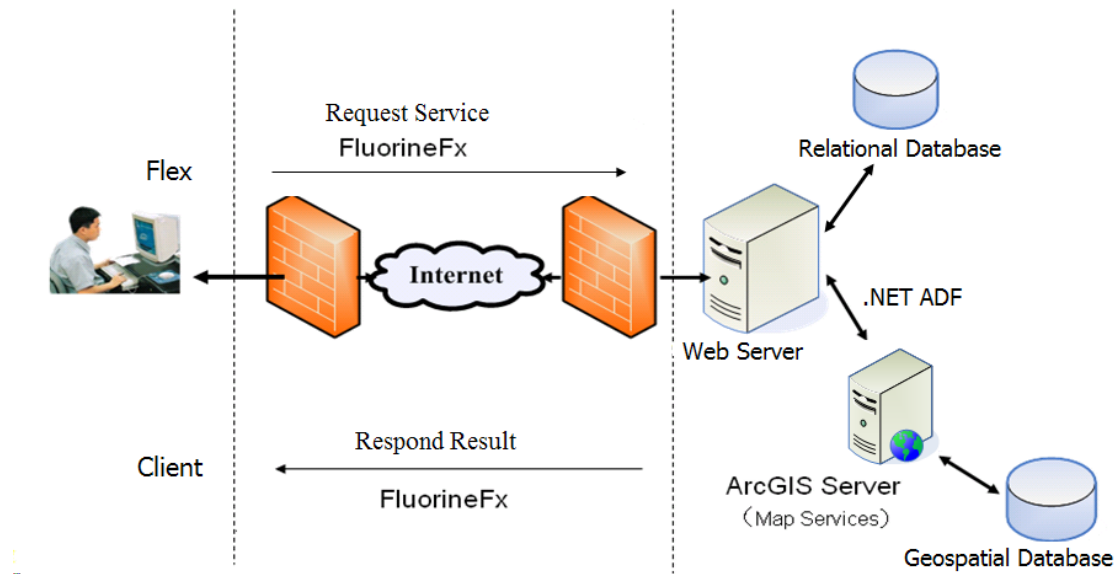 Request Service
FluorineFx
Flex
Internet
Relational Database
.NET ADF
Web Server
Respond Result
FluorineFx
Client
ArcGIS Server
（Map Services）
Geospatial Database